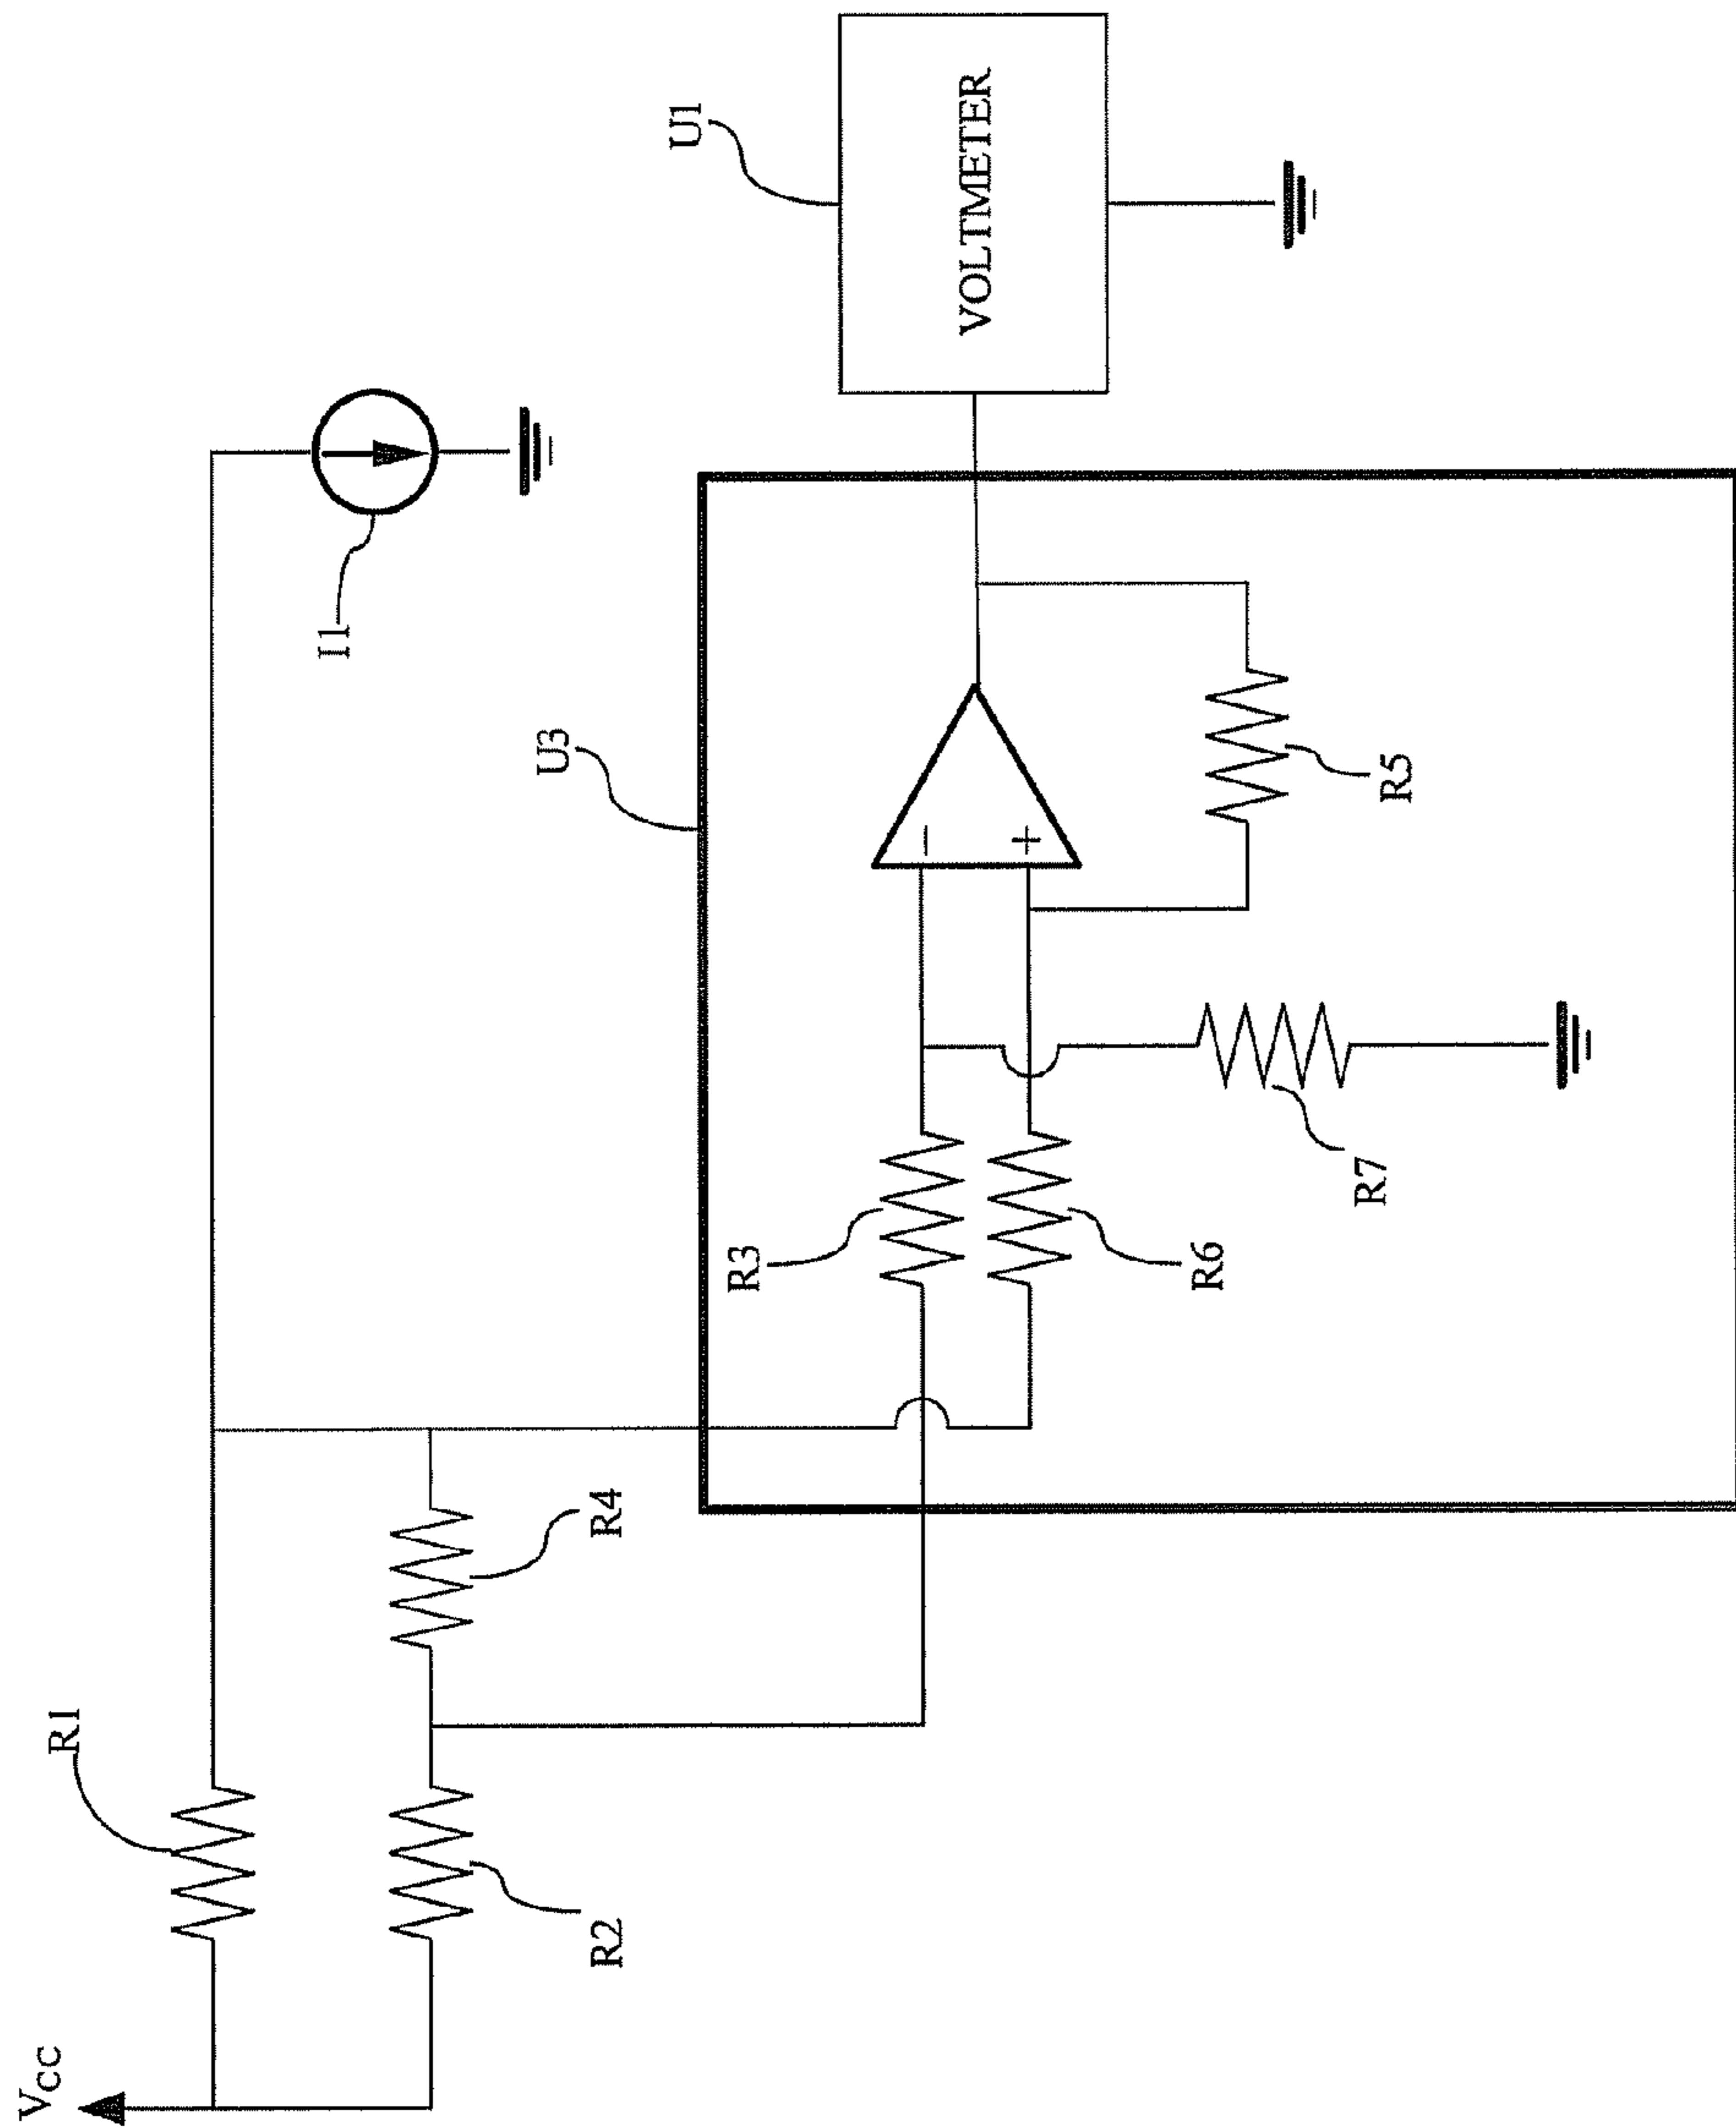 VCC
R1
R2
R4
I1
U3
R3
R6
R7
R5
−
+
U1
VOLTMETER